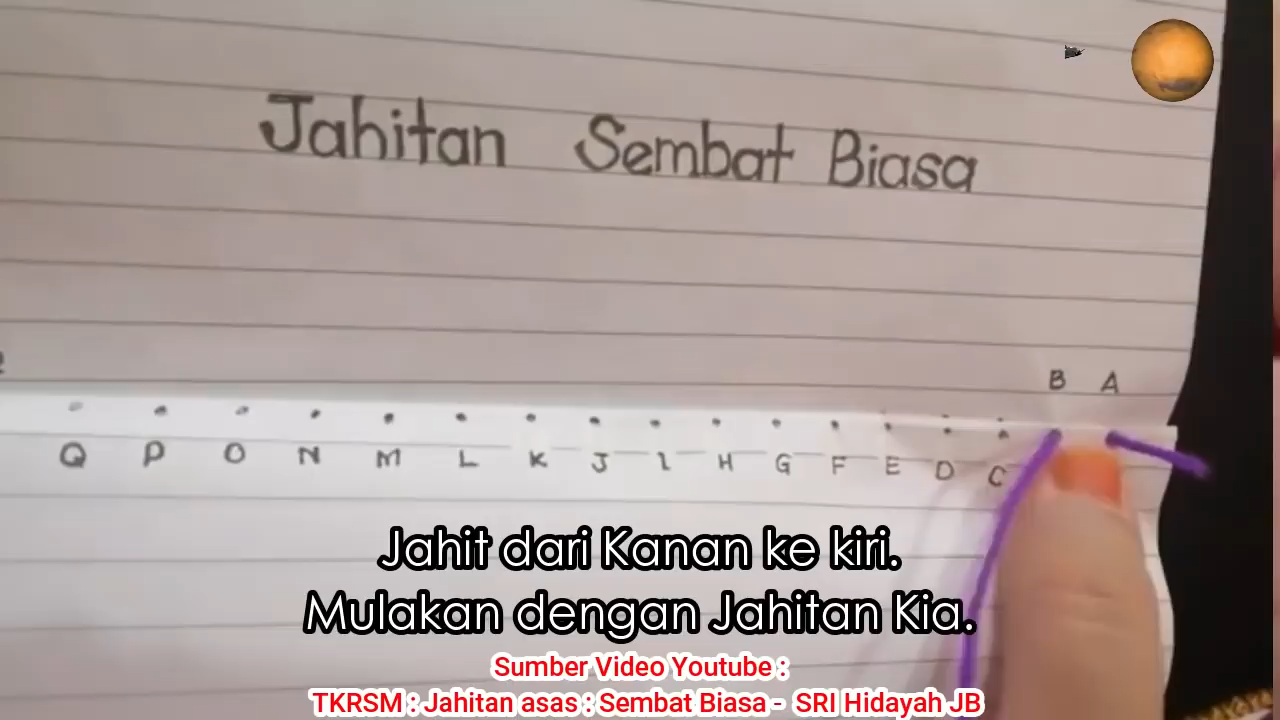 Jahitan Sembat Biasa
B A
Q P O N M L K J I H G F E D C
Jahit dari Kanan ke kiri.
Mulakan dengan Jahitan Kia.
Sumber Video Youtube :
TKRSM : Jahitan asas : Sembat Biasa - SRI Hidayah JB